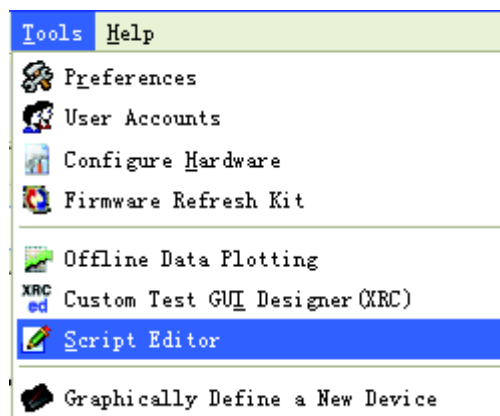 Tools Help
Preferences
User Accounts
Configure Hardware
Firmware Refresh Kit
Offline Data Plotting
XRC ed Custom Test GUI Designer(XRC)
Script Editor
Graphically Define a New Device